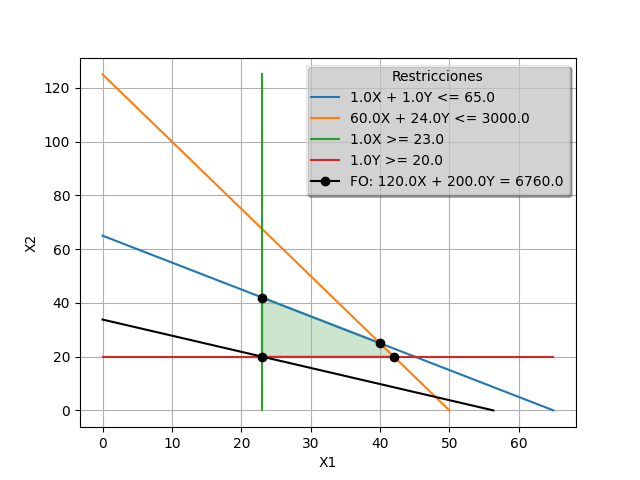 Restricciones
1.0X + 1.0Y <= 65.0
60.0X + 24.0Y <= 3000.0
1.0X >= 23.0
1.0Y >= 20.0
FO: 120.0X + 200.0Y = 6760.0
120
100
80
60
40
20
0
X2
0 10 20 30 40 50 60
X1